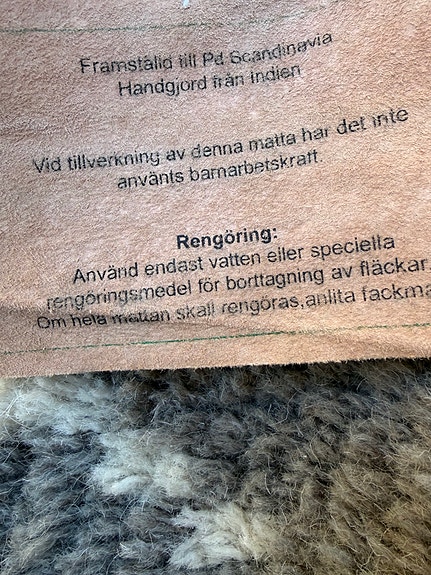 Framställd till Pd Scandinavia
Handgjord från Indien
Vid tillverkning av denna matta har det inte
använts barnarbetskraft.
Rengöring:
Använd endast vatten eller speciella
rengöringsmedel för borttagning av fläckar
Om hela mattan skall rengöras,anlita fackma